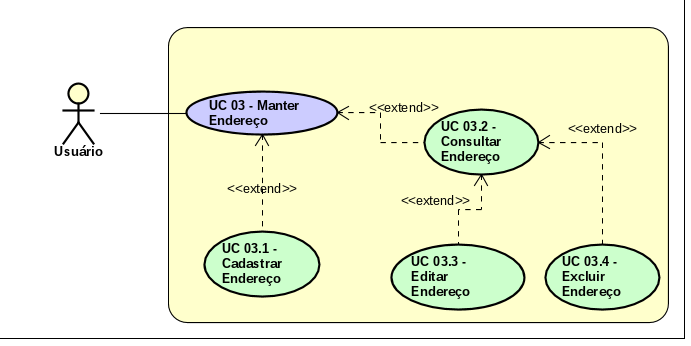 UC 03 - Manter
Endereço
<<extend>>
UC 03.2 -
Consultar
Endereço
<<extend>>
Usuário
<<extend>>
<<extend>>
UC 03.1 -
Cadastrar
Endereço
UC 03.3 -
Editar
Endereço
UC 03.4 -
Excluir
Endereço